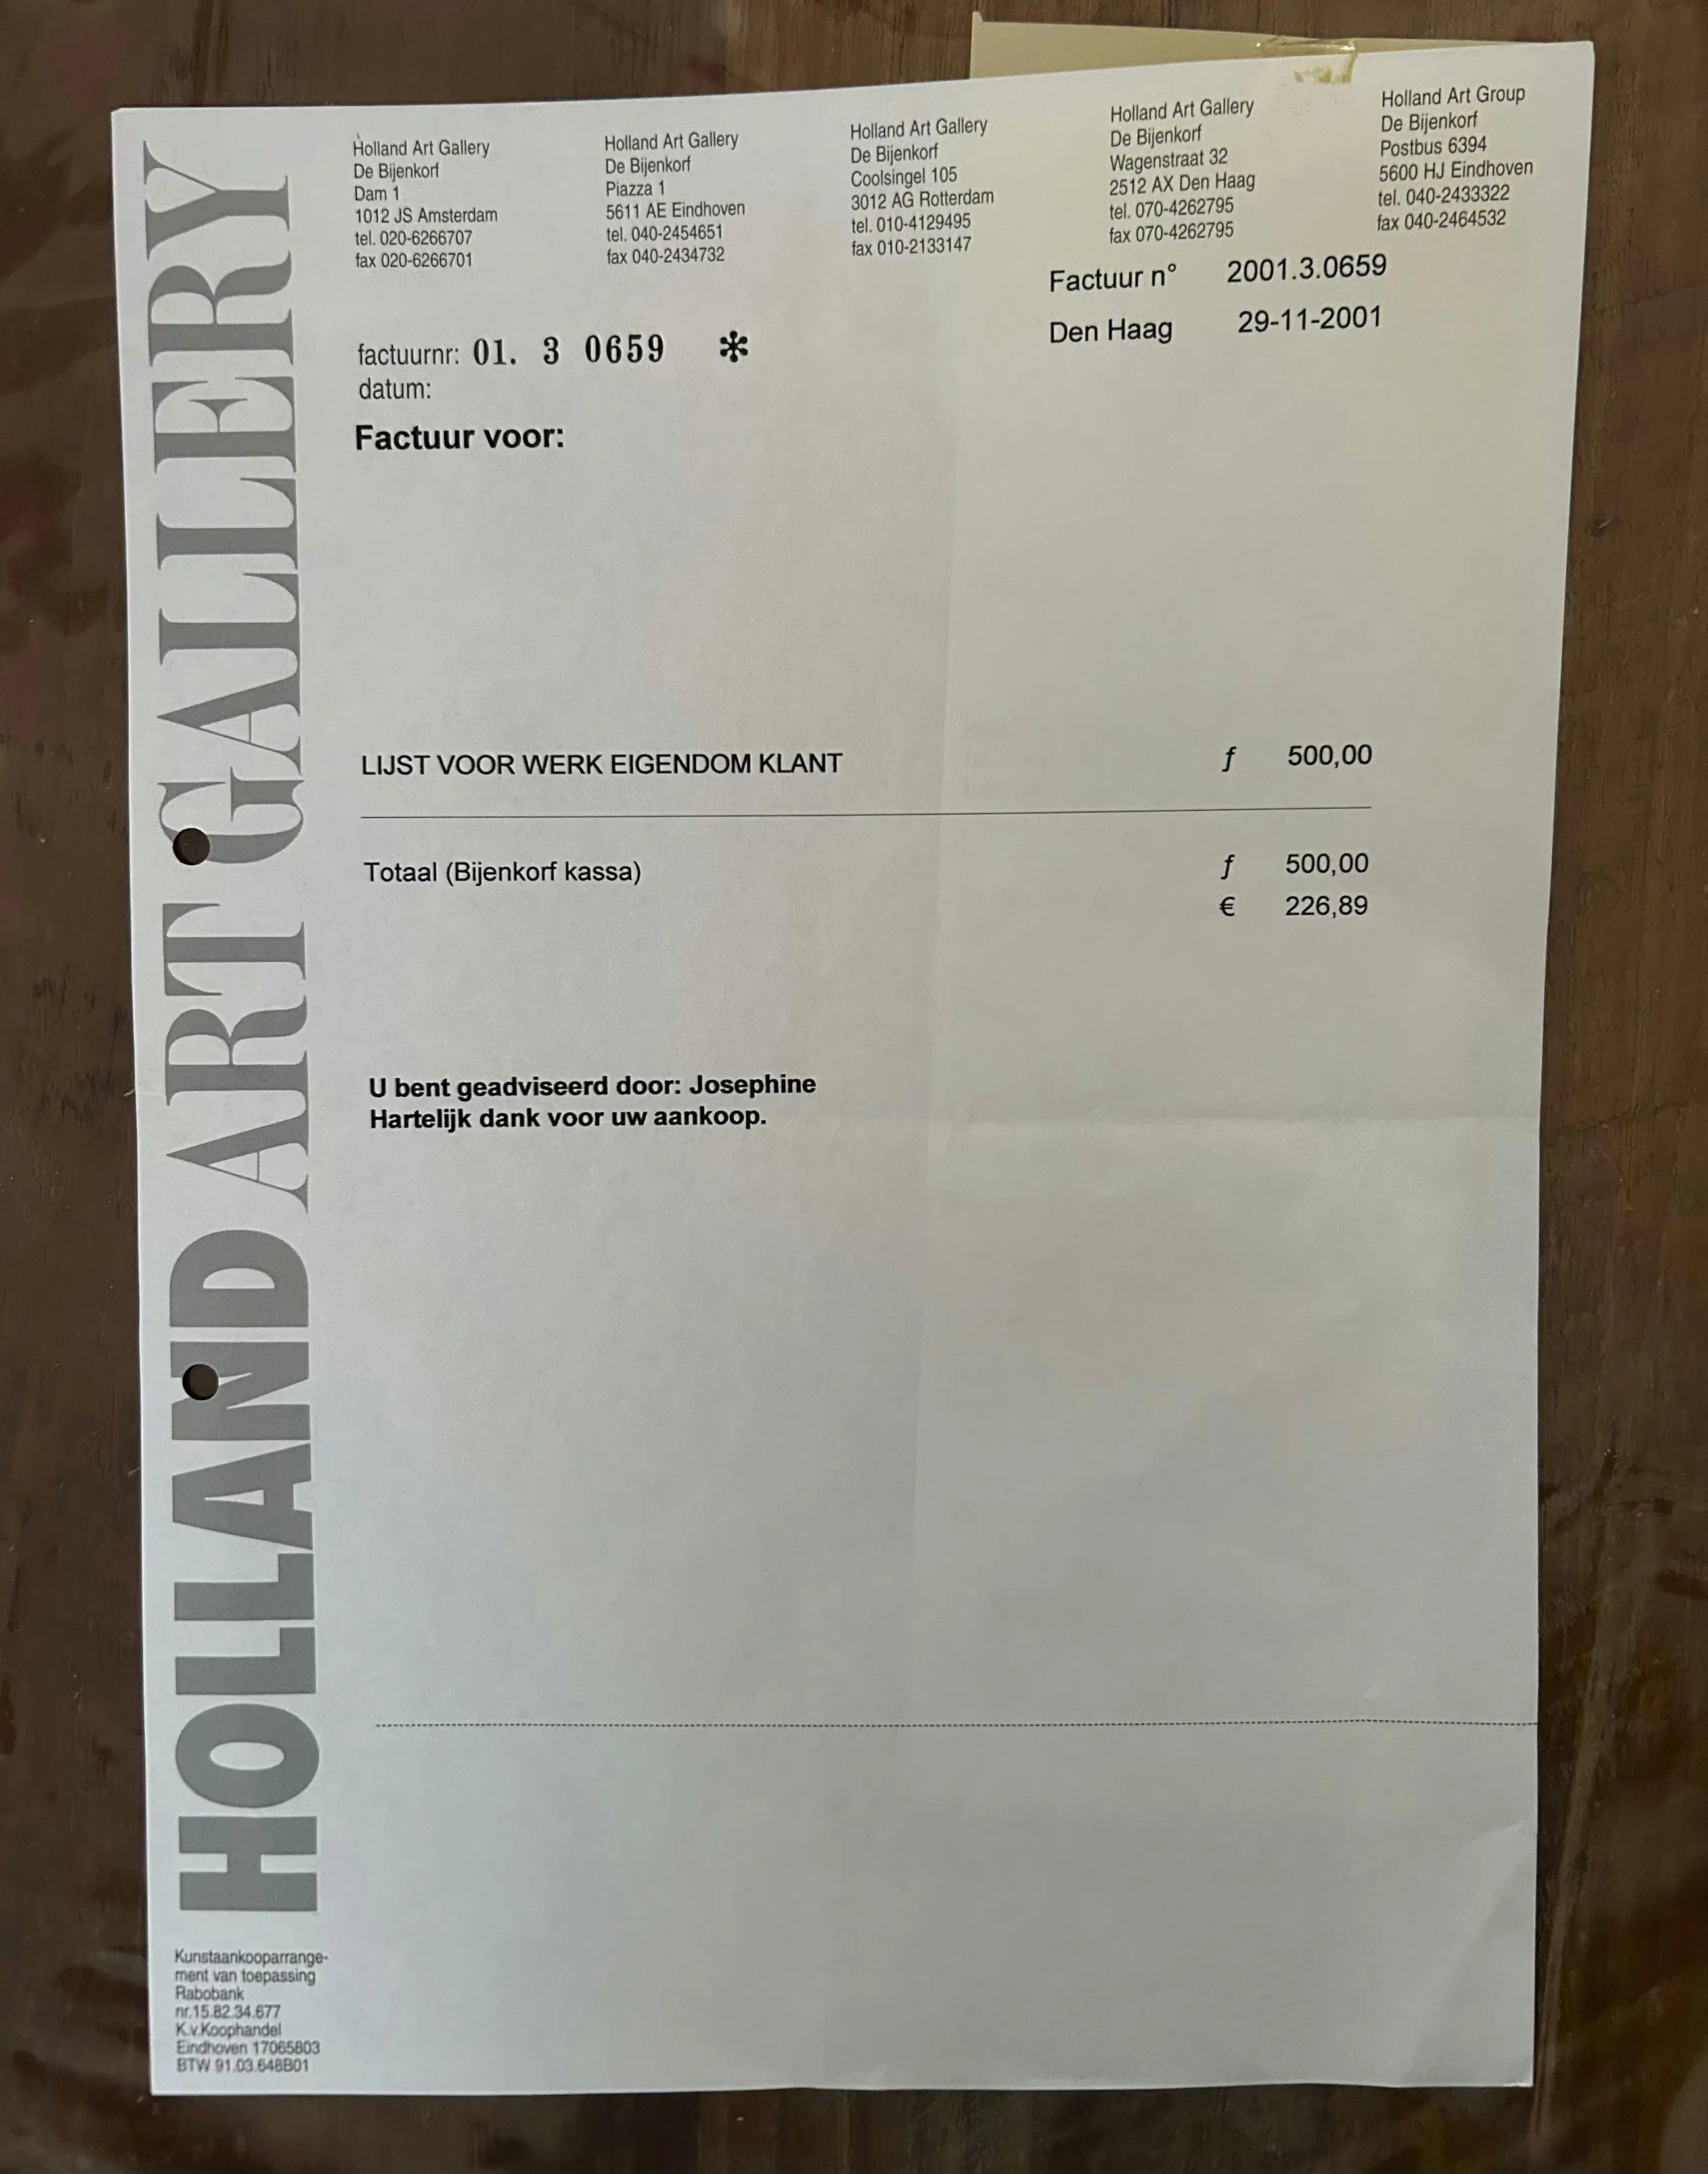 HOLLAND ART GALLERY
Holland Art Gallery
De Bijenkorf
Dam 1
1012 JS Amsterdam
tel. 020-6266707
fax 020-6266701
Holland Art Gallery
De Bijenkorf
Piazza 1
5611 AE Eindhoven
tel. 040-2454651
fax 040-2434732
Holland Art Gallery
De Bijenkorf
Coolsingel 105
3012 AG Rotterdam
tel. 010-4129495
fax 010-2133147
Holland Art Gallery
De Bijenkorf
Wagenstraat 32
2512 AX Den Haag
tel. 070-4262795
fax 070-4262795
Holland Art Group
De Bijenkorf
Postbus 6394
5600 HJ Eindhoven
tel. 040-2433322
fax 040-2464532
Factuur n° 2001.3.0659
Den Haag 29-11-2001
factuurnr: 01. 3 0659 *
datum:
Factuur voor:
LIJST VOOR WERK EIGENDOM KLANT ƒ 500,00
Totaal (Bijenkorf kassa) ƒ 500,00
€ 226,89
U bent geadviseerd door: Josephine
Hartelijk dank voor uw aankoop.
Kunstaankooparrange-
ment van toepassing
Rabobank
nr.15.82.34.677
K.v.Koophandel
Eindhoven 17065803
BTW 91.03.648B01